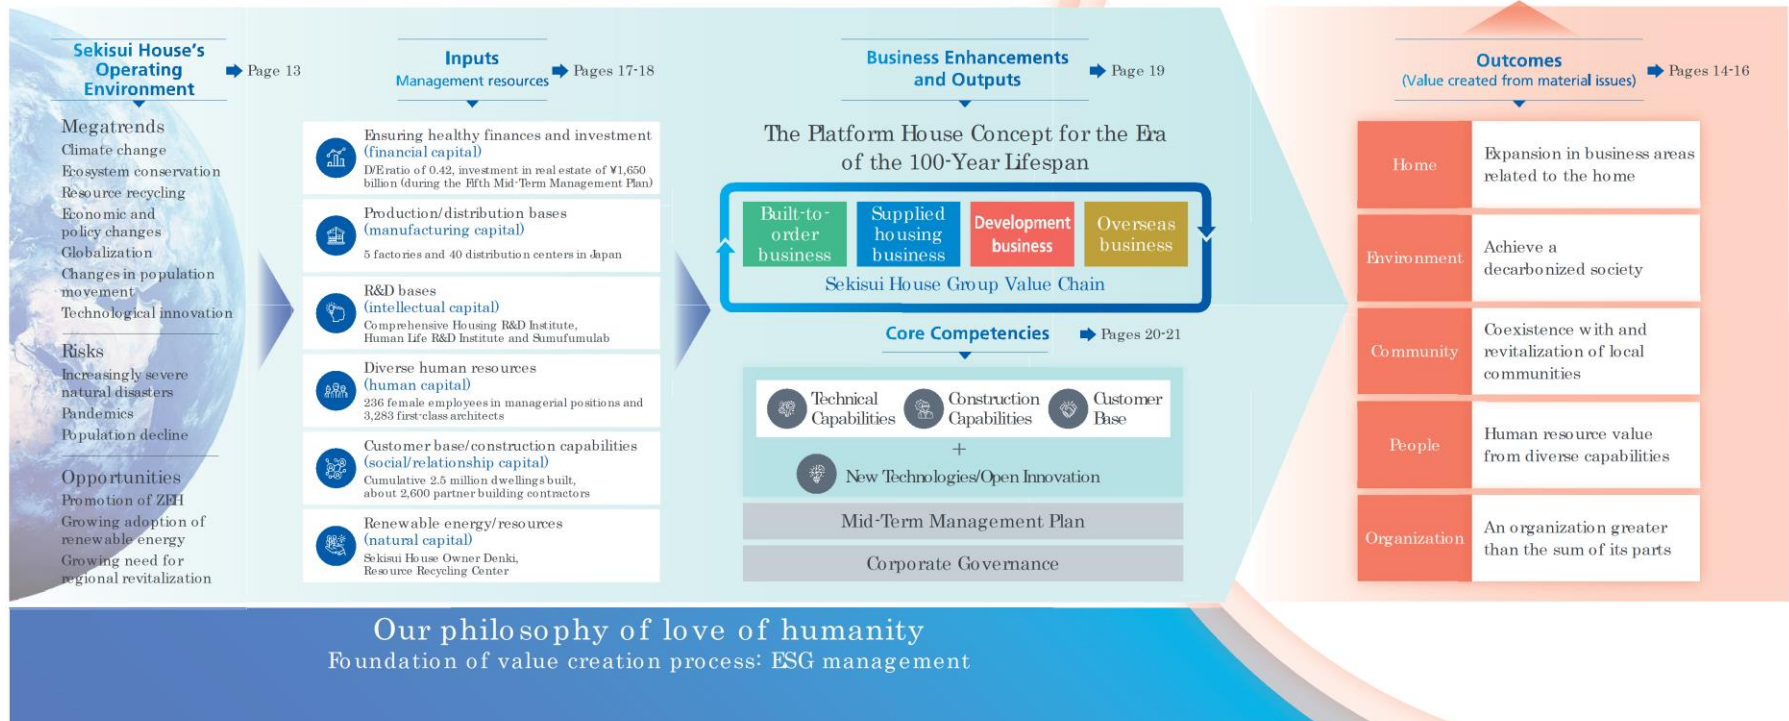 Sekisui House's
Operating
Environment
Page 13
Megatrends
Climate change
Ecosystem conservation
Resource recycling
Economic and
policy changes
Globalization
Changes in population
movement
Technological innovation
Risks
Increasingly severe
natural disasters
Pandemics
Population decline
Opportunities
Promotion of ZEH
Growing adoption of
renewable energy
Growing need for
regional revitalization
Inputs
Management resources
Pages 17-18
Ensuring healthy finances and investment
(financial capital)
D/E ratio of 0.42, investment in real estate of ¥1,650
billion (during the Fifth Mid-Term Management Plan)
Production/distribution bases
(manufacturing capital)
5 factories and 40 distribution centers in Japan
R&D bases
(intellectual capital)
Comprehensive Housing R&D Institute,
Human Life R&D Institute and Sumufumulab
Diverse human resources
(human capital)
236 female employees in managerial positions and
3,283 first-class architects
Customer base/construction capabilities
(social/relationship capital)
Cumulative 2.5 million dwellings built,
about 2,600 partner building contractors
Renewable energy/resources
(natural capital)
Sekisui House Owner Denki,
Resource Recycling Center
Business Enhancements
and Outputs
Page 19
The Platform House Concept for the Era
of the 100-Year Lifespan
Built-to-
order
business
Supplied
housing
business
Development
business
Overseas
business
Sekisui House Group Value Chain
Core Competencies
Pages 20-21
Technical
Capabilities
Construction
Capabilities
Customer
Base
+
New Technologies/Open Innovation
Mid-Term Management Plan
Corporate Governance
Outcomes
(Value created from material issues)
Pages 14-16
Home
Expansion in business areas
related to the home
Environment
Achieve a
decarbonized society
Community
Coexistence with and
revitalization of local
communities
People
Human resource value
from diverse capabilities
Organization
An organization greater
than the sum of its parts
Our philosophy of love of humanity
Foundation of value creation process: ESG management